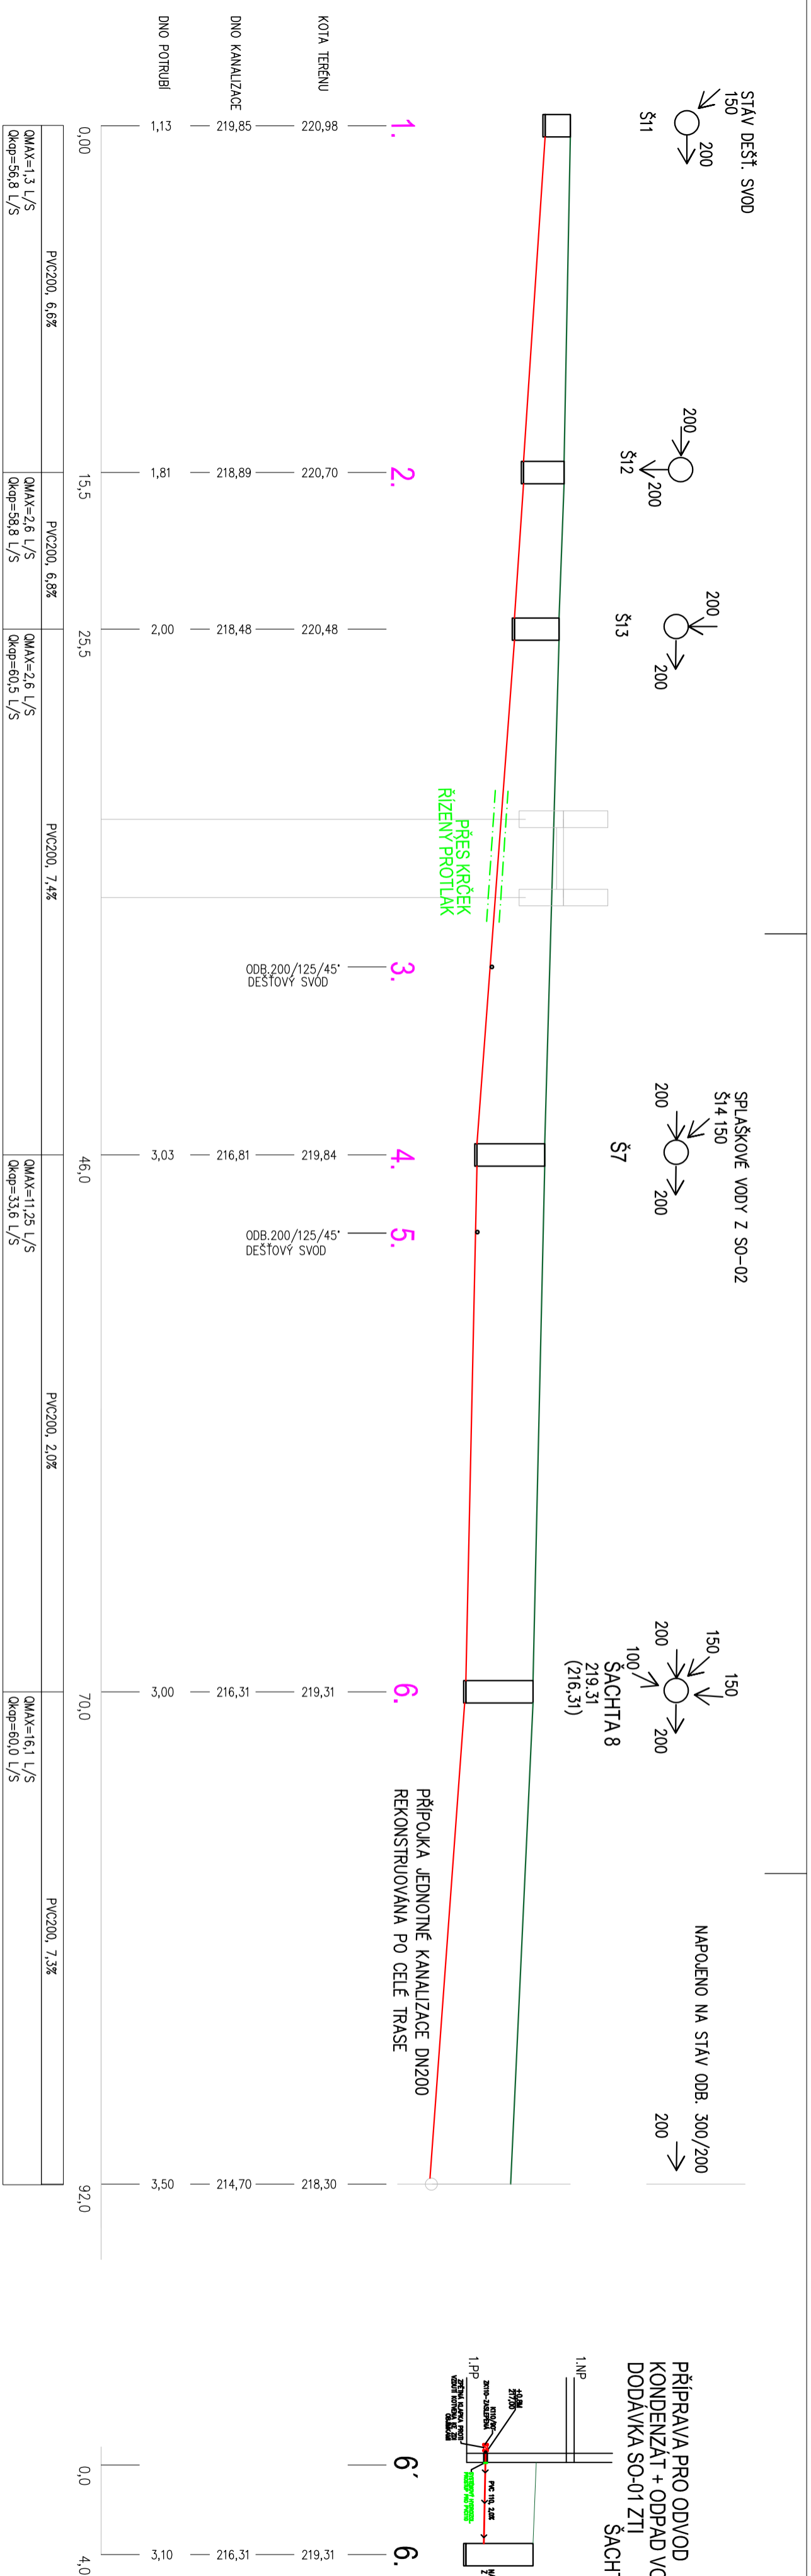 STÁV DEŠŤ. SVOD
150
200
Š11
200
200
Š12
200
200
Š13
SPLAŠKOVÉ VODY Z SO-02
Š14 150
200
200
Š7
150
150
200
100
200
ŠACHTA 8
219.31
(216,31)
NAPOJENO NA STÁV ODB. 300/200
200
PŘES KRČEK
ŘÍZENÝ PROTLAK
PŘÍPOJKA JEDNOTNÉ KANALIZACE DN200
REKONSTRUOVÁNA PO CELÉ TRASE
1. 2. 3. 4. 5. 6.
ODB.200/125/45°
DEŠŤOVÝ SVOD
ODB.200/125/45°
DEŠŤOVÝ SVOD
KOTA TERÉNU 220,98 220,70 220,48 219,84 219,31 218,30
DNO KANALIZACE 219,85 218,89 218,48 216,81 216,31 214,70
DNO POTRUBÍ 1,13 1,81 2,00 3,03 3,00 3,50
0,00 15,5 25,5 46,0 70,0 92,0
PVC200, 6,6% PVC200, 6,8% PVC200, 7,4% PVC200, 2,0% PVC200, 7,3%
QMAX=1,3 L/S QMAX=2,6 L/S QMAX=2,6 L/S QMAX=11,25 L/S QMAX=16,1 L/S
Qkap=56,8 L/S Qkap=58,8 L/S Qkap=60,5 L/S Qkap=33,6 L/S Qkap=60,0 L/S
PŘÍPRAVA PRO ODVOD
KONDENZÁT + ODPAD VO
DODÁVKA SO-01 ZTI
ŠACHT
1.NP
1.PP
217,00
PVC 110, 2,0%
6´ 6.
219,31
216,31
3,10
0,0 4,0